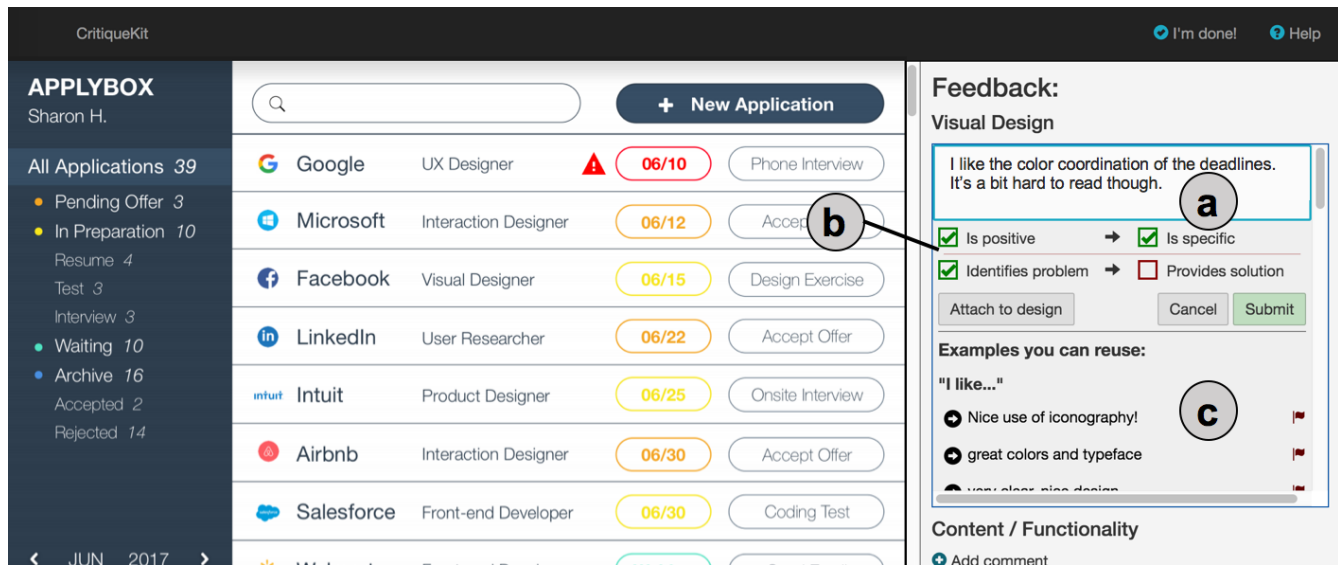 CritiqueKit
I'm done!
Help
APPLYBOX
Sharon H.
All Applications 39
Pending Offer 3
In Preparation 10
Resume 4
Test 3
Interview 3
Waiting 10
Archive 16
Accepted 2
Rejected 14
JUN 2017
+ New Application
Google UX Designer 06/10 Phone Interview
Microsoft Interaction Designer 06/12
Facebook Visual Designer 06/15 Design Exercise
LinkedIn User Researcher 06/22 Accept Offer
intuit Intuit Product Designer 06/25 Onsite Interview
Airbnb Interaction Designer 06/30 Accept Offer
Salesforce Front-end Developer 06/30 Coding Test
Feedback:
Visual Design
I like the color coordination of the deadlines.
It's a bit hard to read though.
a
b
Is positive → Is specific
Identifies problem → Provides solution
Attach to design Cancel Submit
Examples you can reuse:
"I like..."
Nice use of iconography!
c
great colors and typeface
very clear, nice design
Content / Functionality
Add comment